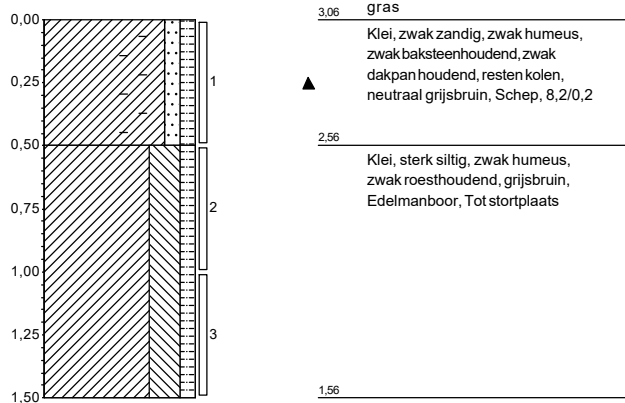 0,00
0,25
0,50
0,75
1,00
1,25
1,50
1
2
3
3,06
gras
Klei, zwak zandig, zwak humeus,
zwak baksteenhoudend, zwak
dakpan houdend, resten kolen,
neutraal grijsbruin, Schep, 8,2/0,2
2,56
Klei, sterk siltig, zwak humeus,
zwak roesthoudend, grijsbruin,
Edelmanboor, Tot stortplaats
1,56